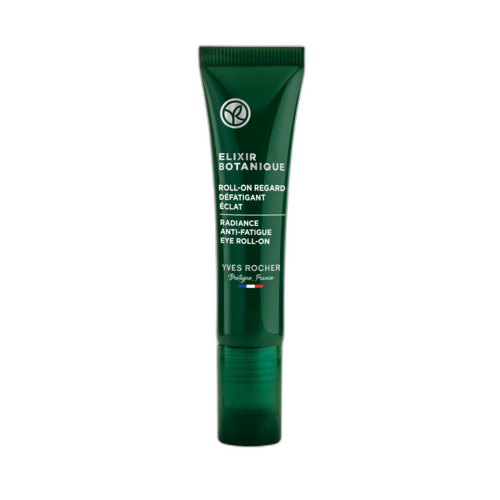 ELIXIR
BOTANIQUE
ROLL-ON REGARD
DÉFATIGANT
ÉCLAT
RADIANCE
ANTI-FATIGUE
EYE ROLL-ON
YVES ROCHER
Bretagne, France